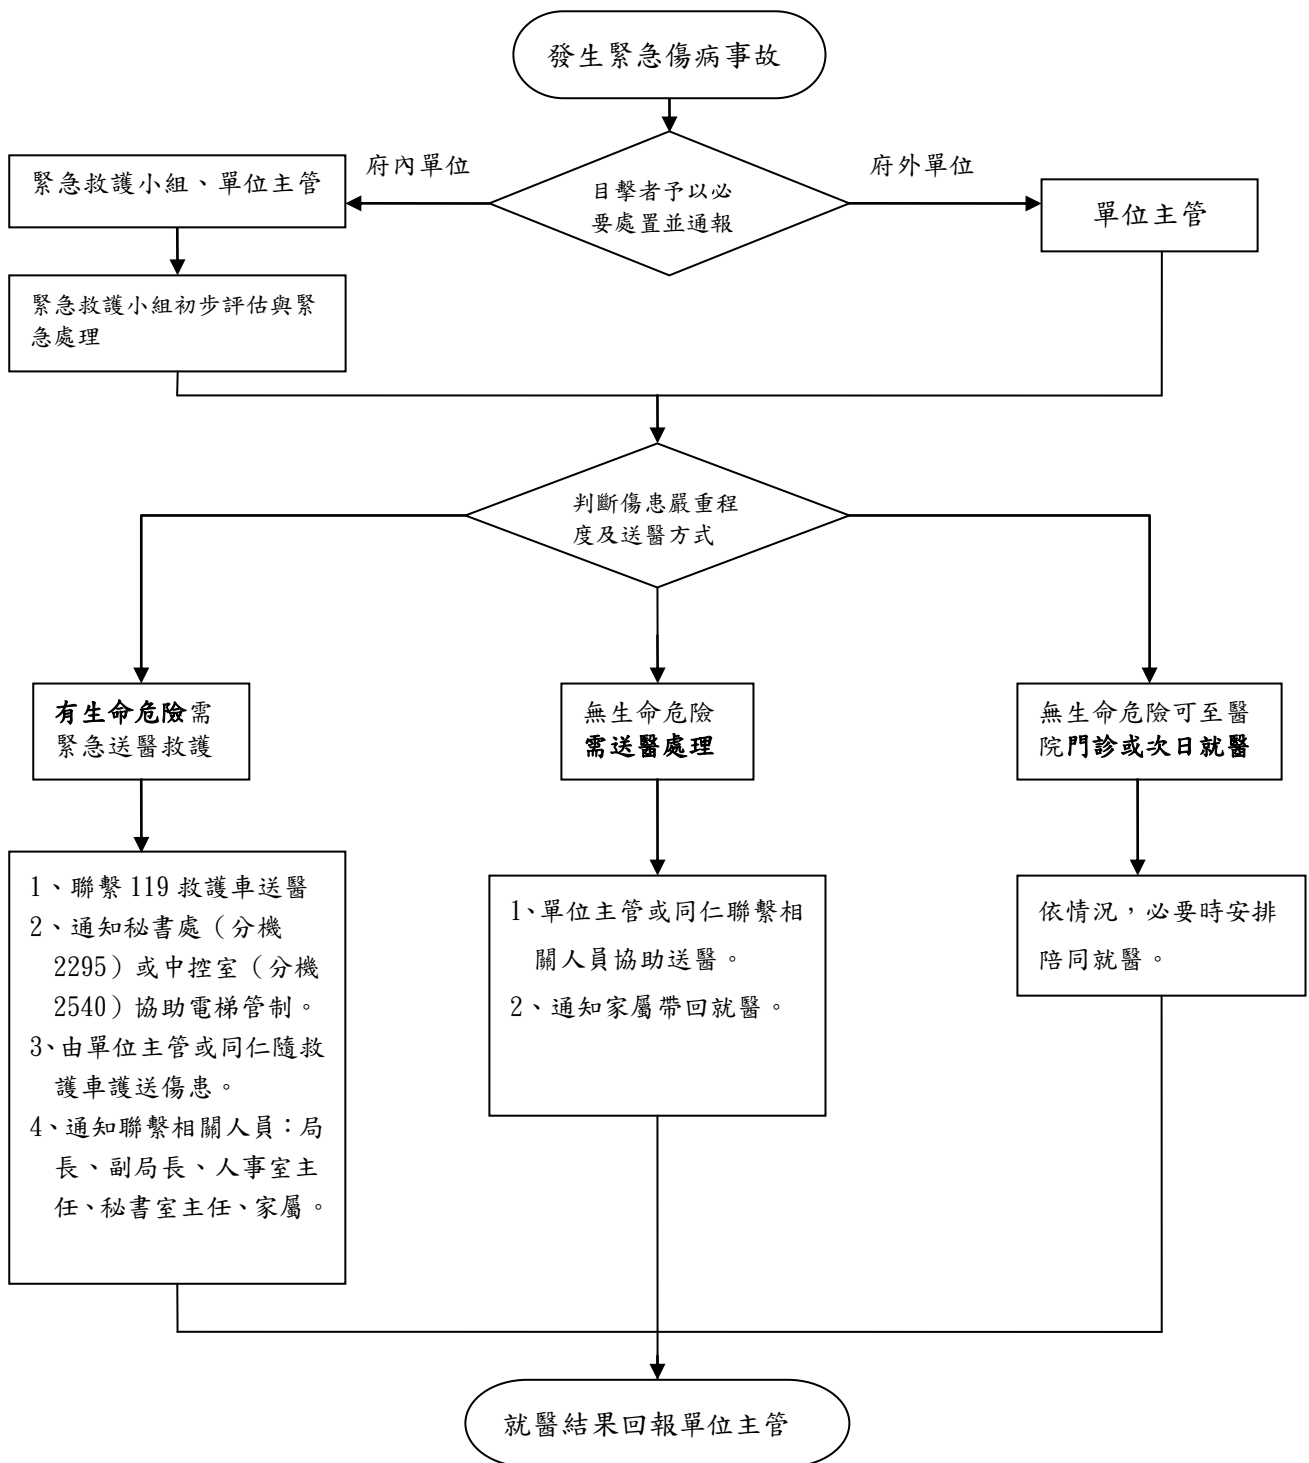 發生緊急傷病事故
府內單位
府外單位
緊急救護小組、單位主管
目擊者予以必
要處置並通報
單位主管
緊急救護小組初步評估與緊
急處理
判斷傷患嚴重程
度及送醫方式
有生命危險需
緊急送醫救護
無生命危險
需送醫處理
無生命危險可至醫
院門診或次日就醫
1、聯繫 119 救護車送醫
2、通知秘書處（分機
2295）或中控室（分機
2540）協助電梯管制。
3、由單位主管或同仁隨救
護車護送傷患。
4、通知聯繫相關人員：局
長、副局長、人事室主
任、秘書室主任、家屬。
1、單位主管或同仁聯繫相
關人員協助送醫。
2、通知家屬帶回就醫。
依情況，必要時安排
陪同就醫。
就醫結果回報單位主管